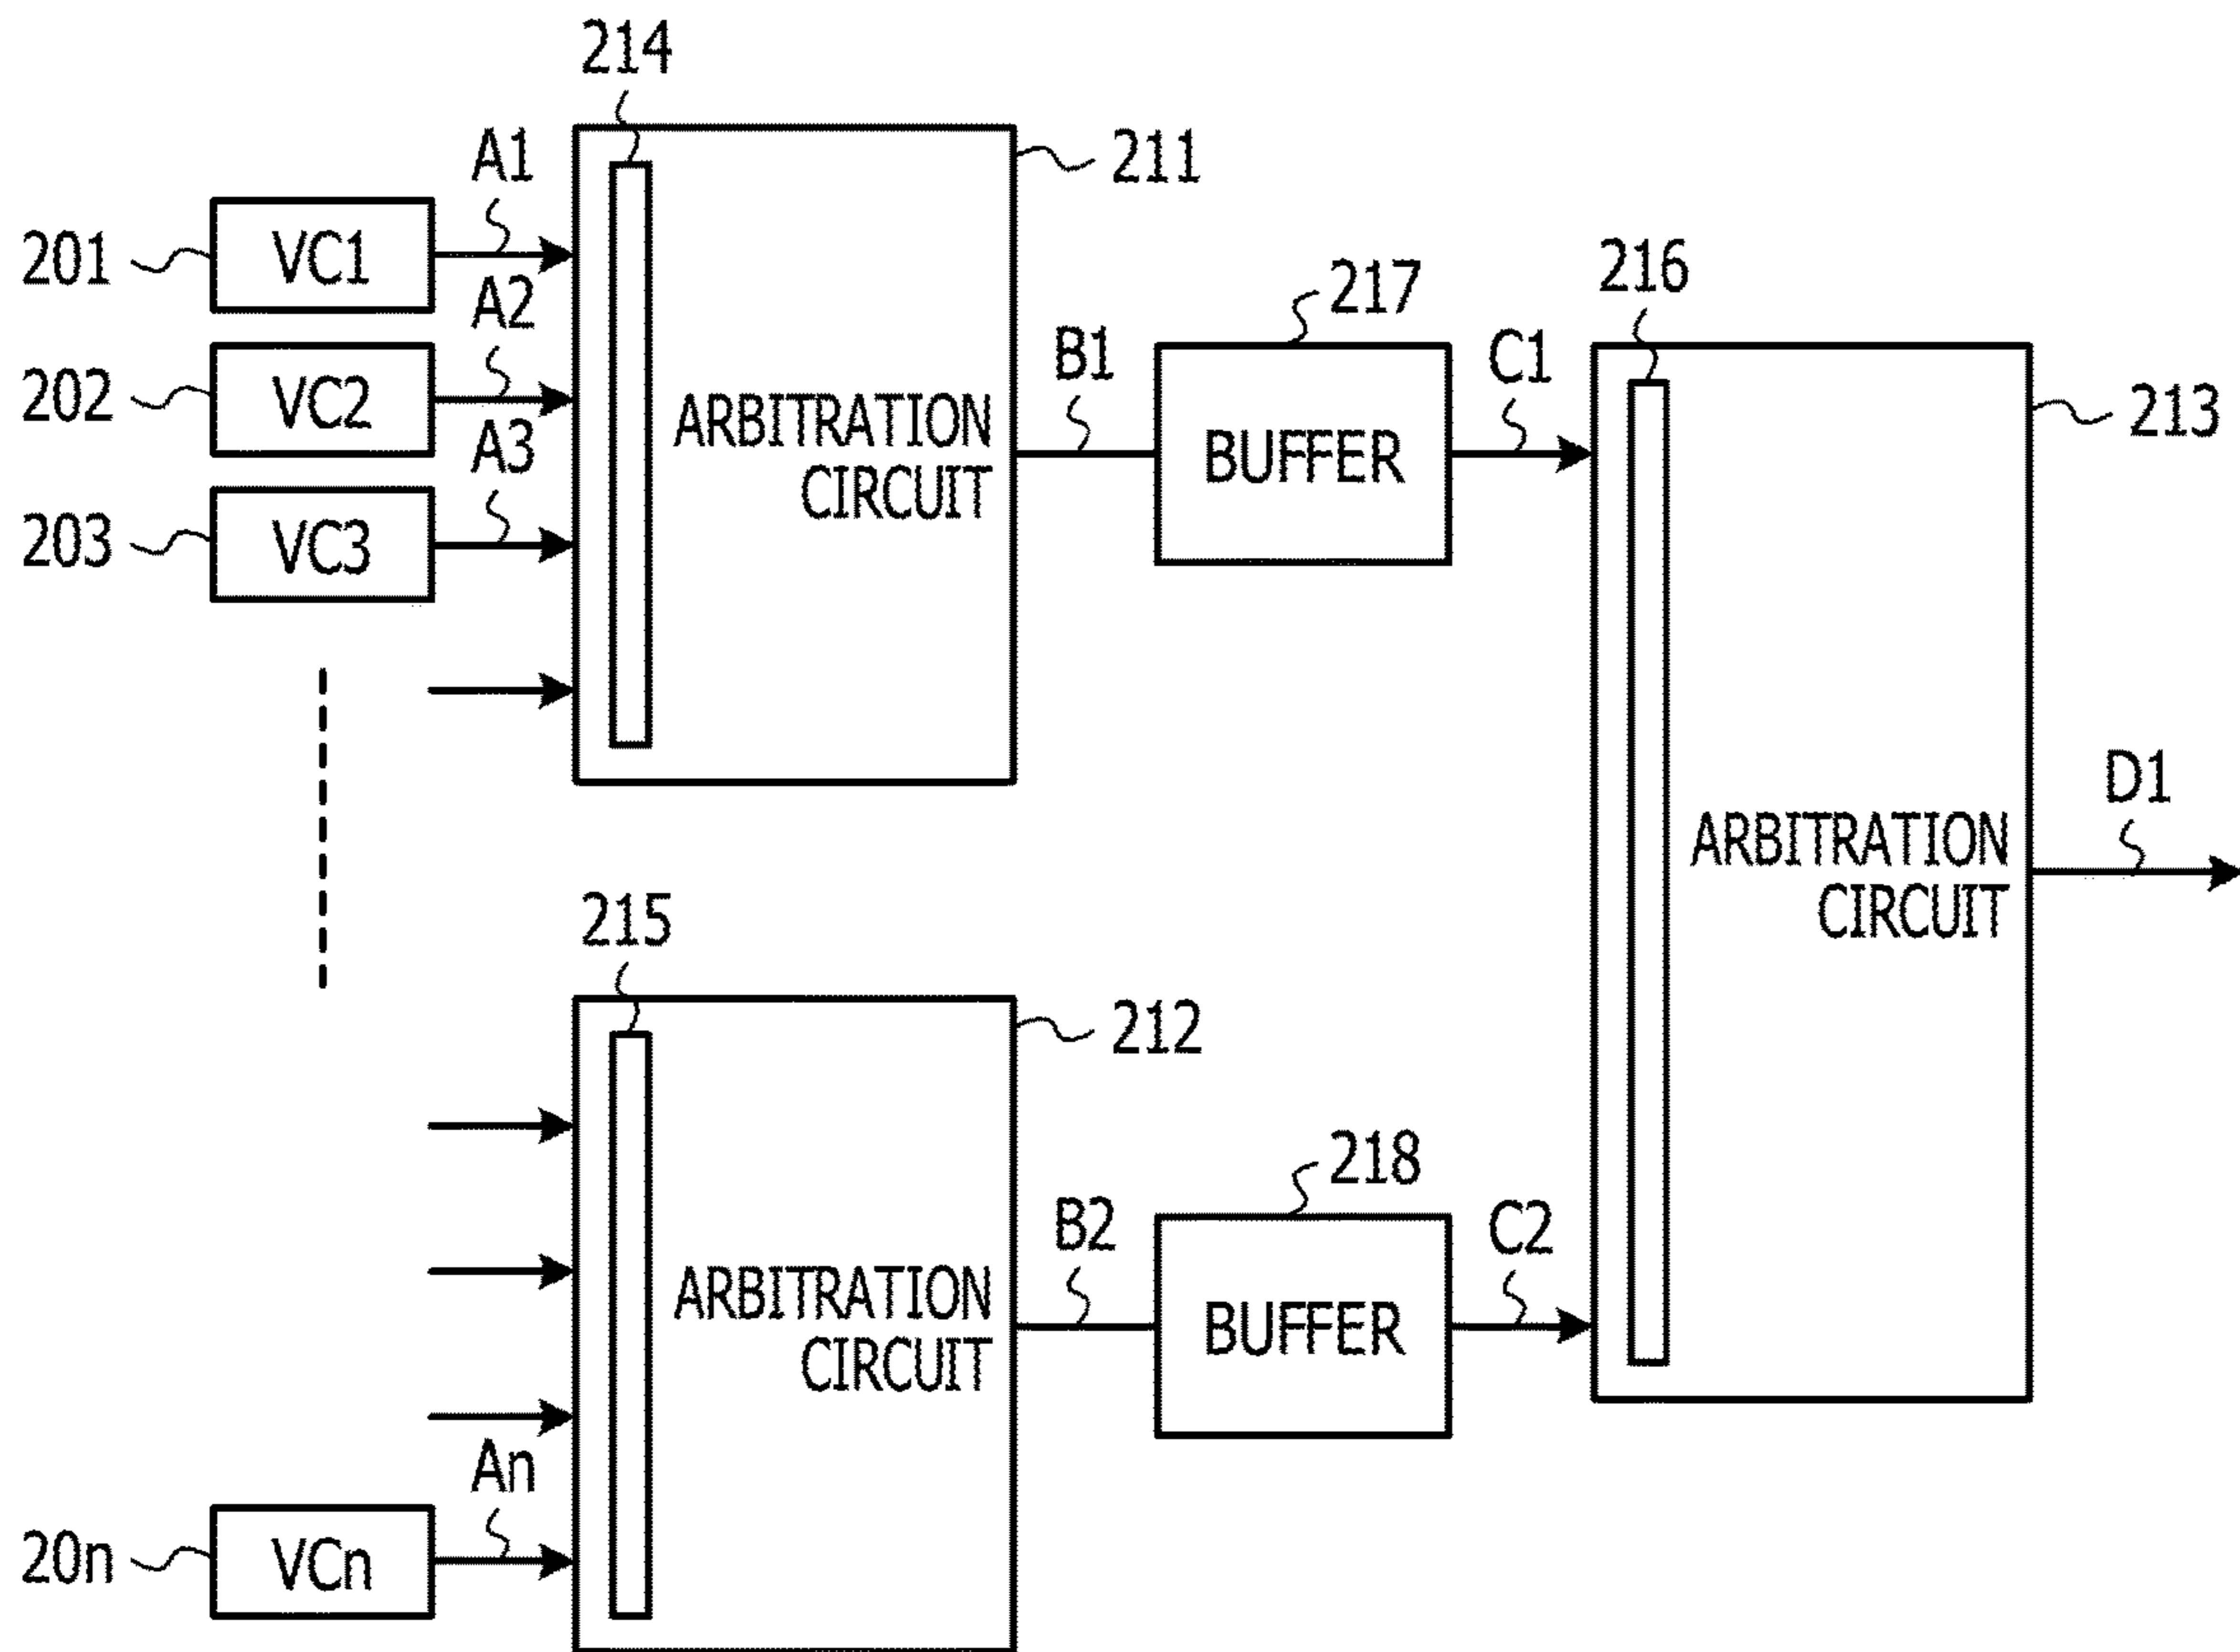 214
A1
211
201
VC1
A2
217
216
202
VC2
B1
C1
A3
ARBITRATION
CIRCUIT
BUFFER
213
203
VC3
D1
ARBITRATION
CIRCUIT
215
212
218
B2
C2
ARBITRATION
CIRCUIT
BUFFER
An
20n
VCn